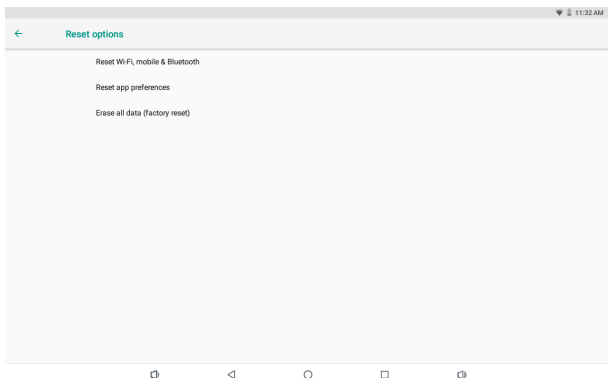 11:32 AM
Reset options
Reset Wi-Fi, mobile & Bluetooth
Reset app preferences
Erase all data (factory reset)